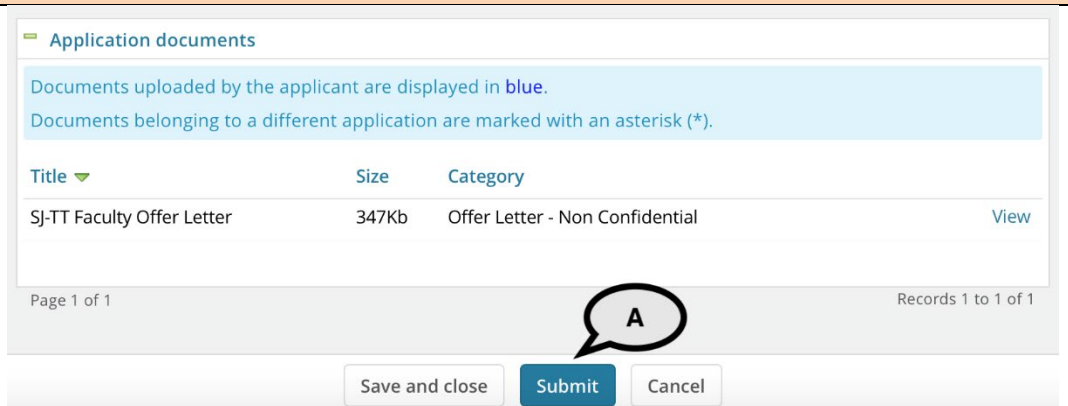 Application documents
Documents uploaded by the applicant are displayed in blue.
Documents belonging to a different application are marked with an asterisk (*).
Title Size Category
SJ-TT Faculty Offer Letter 347Kb Offer Letter - Non Confidential View
Page 1 of 1 Records 1 to 1 of 1
A
Save and close Submit Cancel